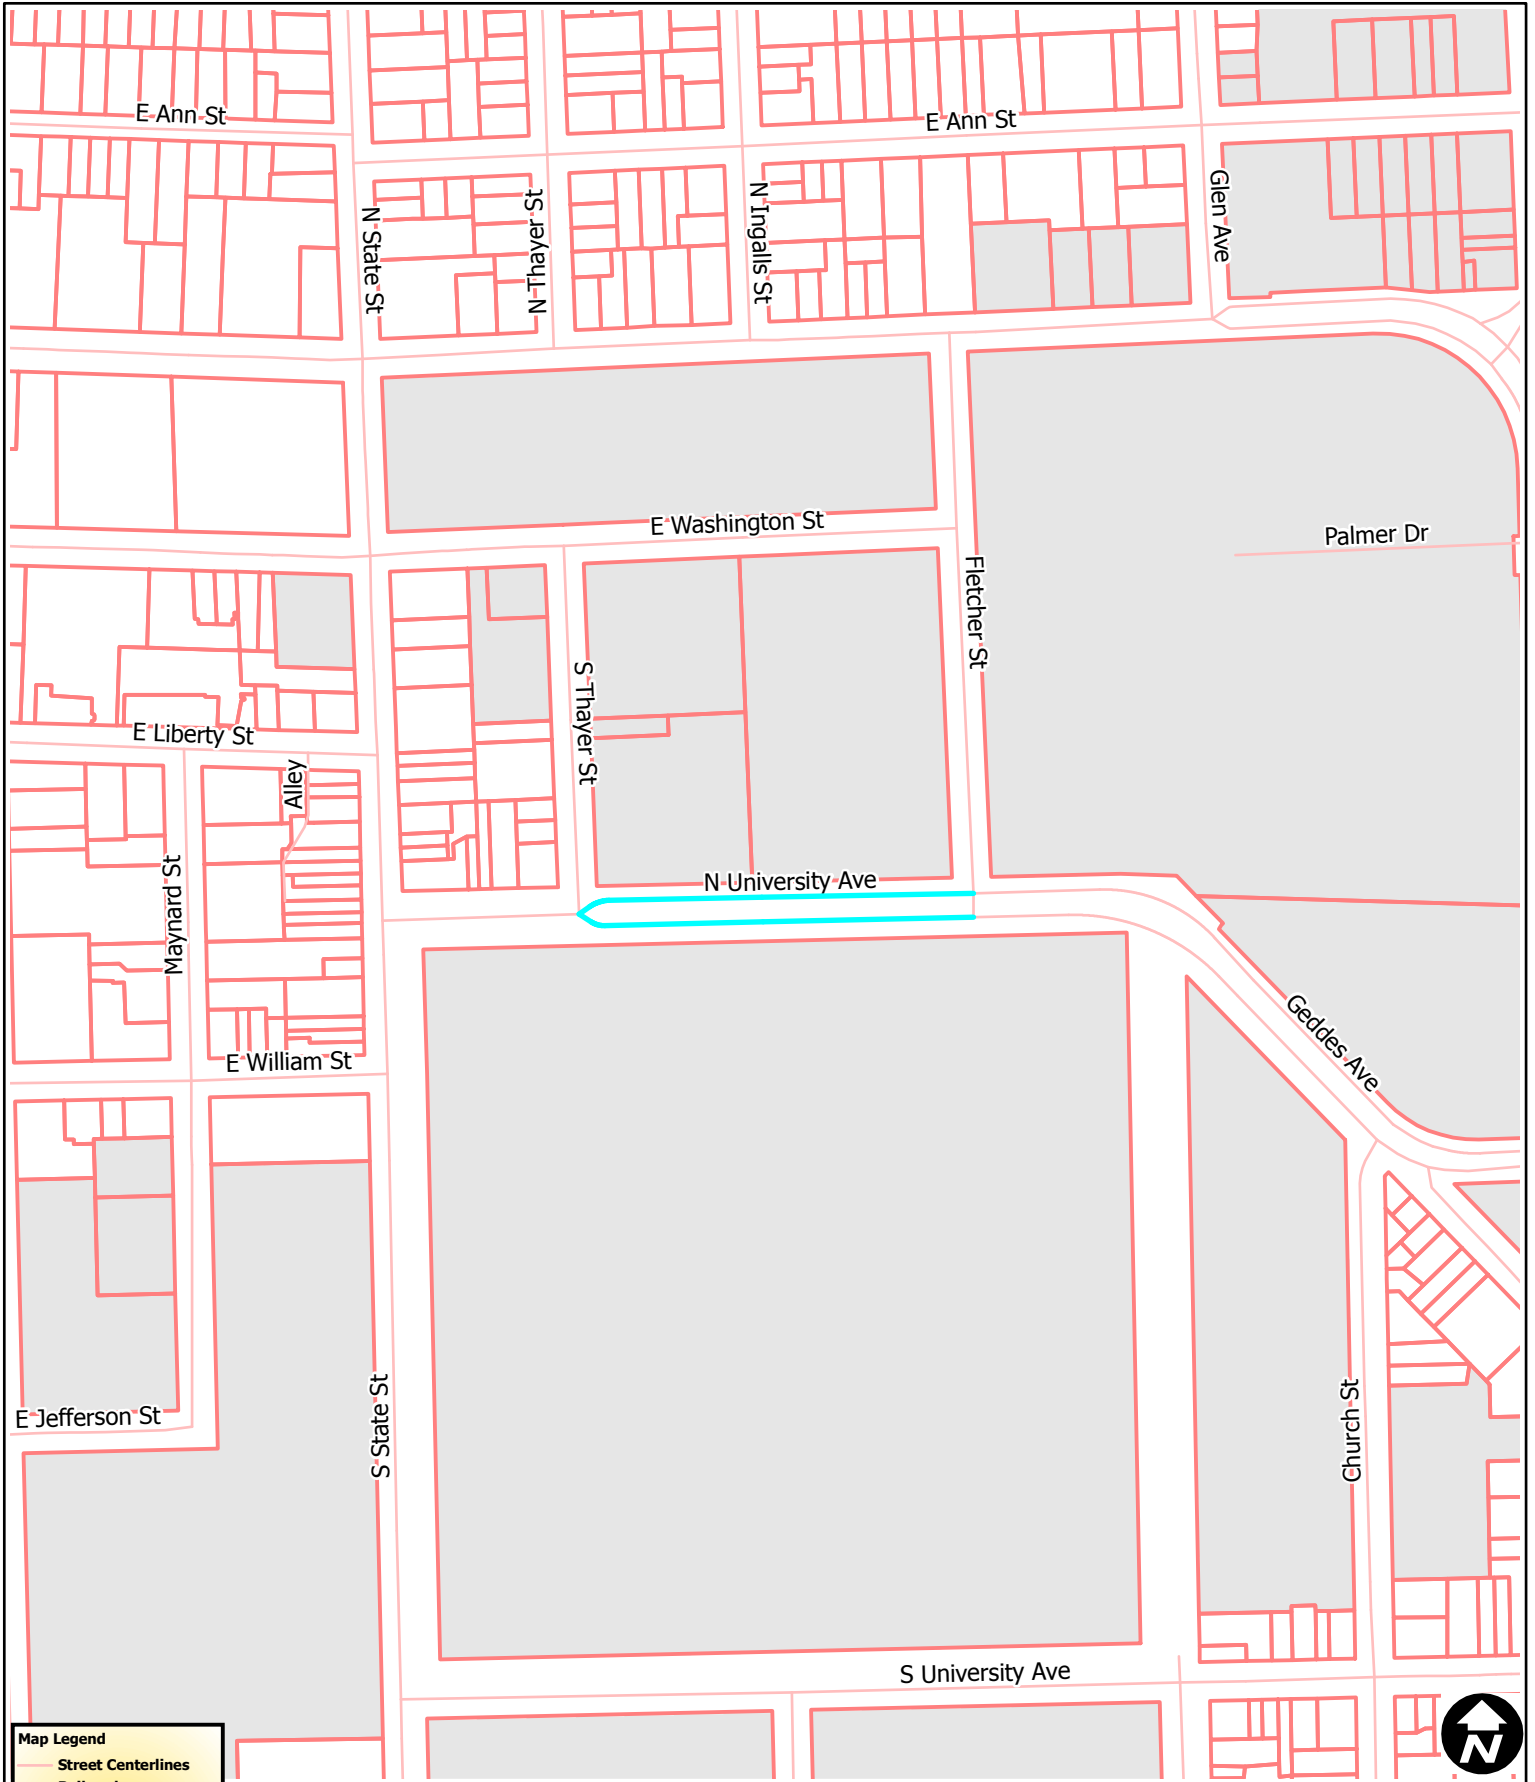 E Ann St
E Ann St
N State St
N Thayer St
N Ingalls St
Glen Ave
E Washington St
Palmer Dr
Fletcher St
S Thayer St
E Liberty St
Alley
Maynard St
N University Ave
E William St
Geddes Ave
E Jefferson St
S State St
Church St
S University Ave
Map Legend
Street Centerlines
N